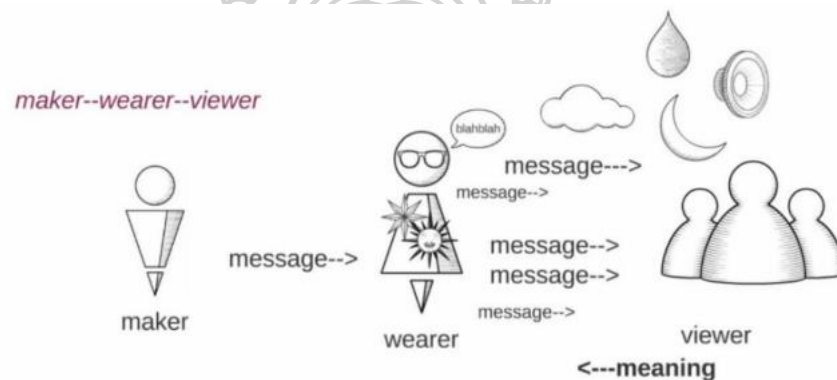 maker--wearer--viewer
blahblah
message--->
message-->
message-->
message-->
message-->
message-->
maker
wearer
viewer
<---meaning